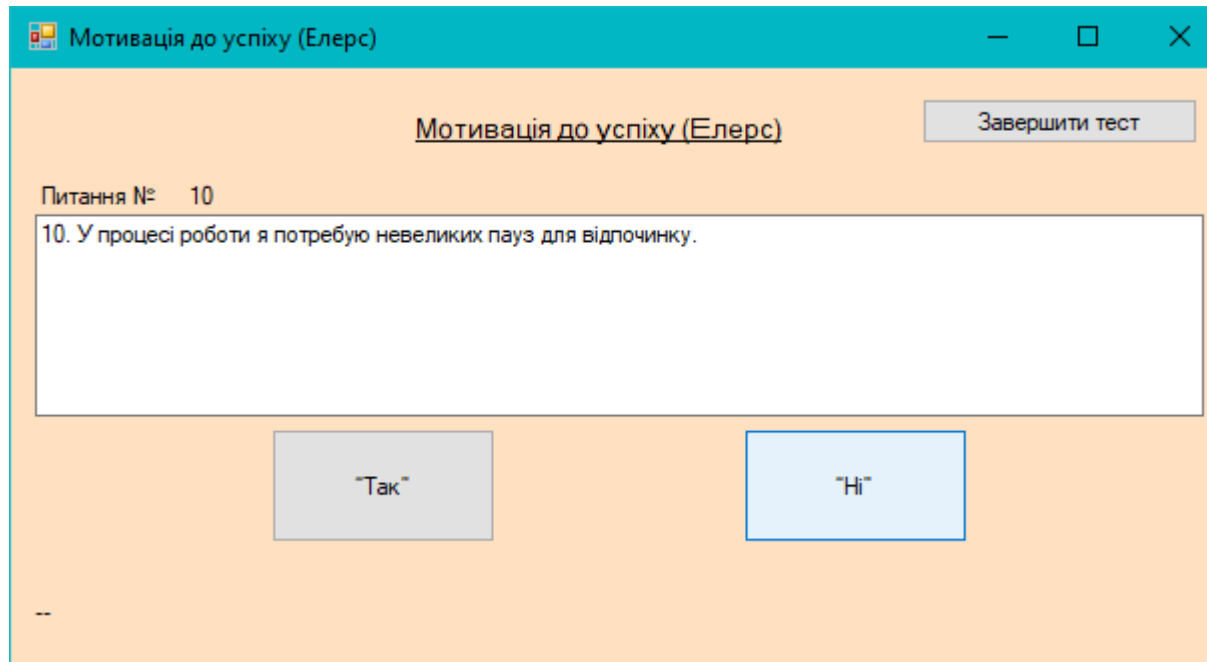 Мотивація до успіху (Елерс)
Мотивація до успіху (Елерс)
Завершити тест
Питання № 10
10. У процесі роботи я потребую невеликих пауз для відпочинку.
"Так"
"Ні"
--